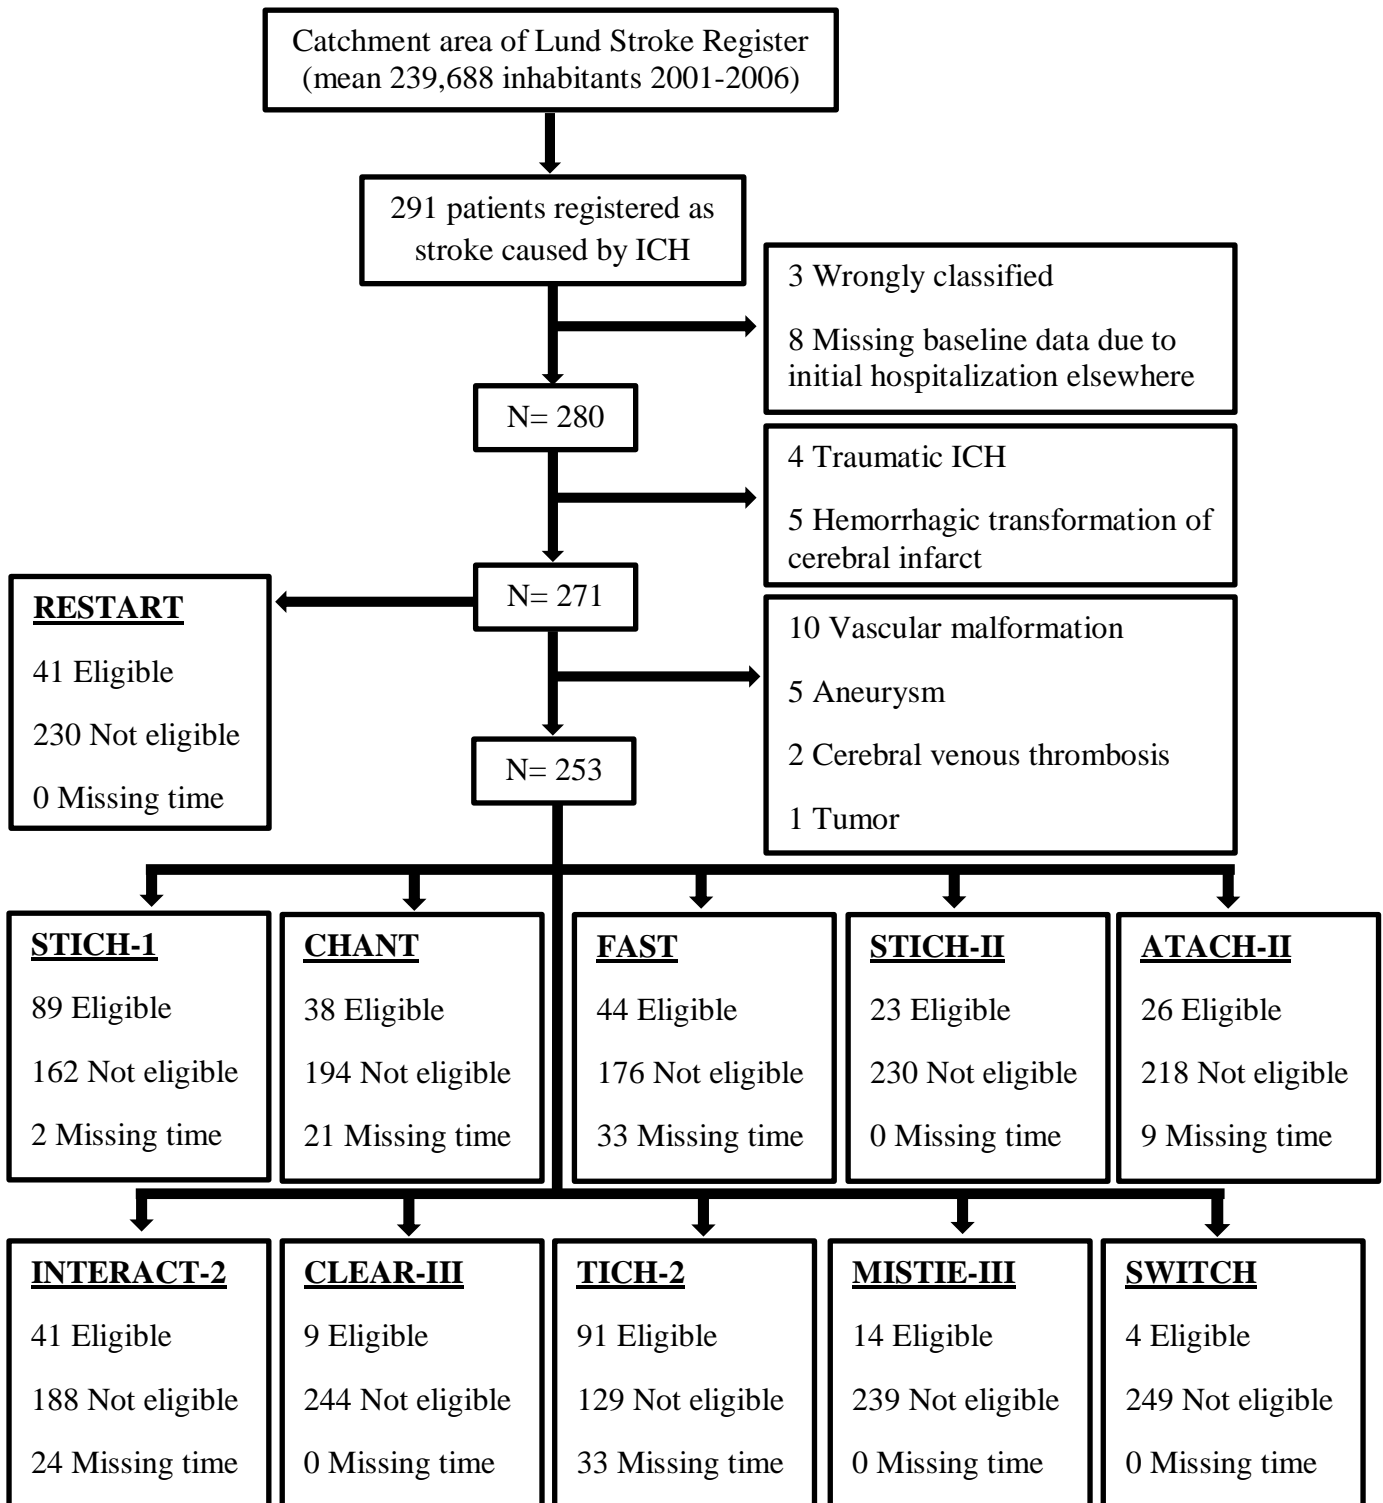 Catchment area of Lund Stroke Register
(mean 239,688 inhabitants 2001-2006)
291 patients registered as
stroke caused by ICH
3 Wrongly classified
8 Missing baseline data due to
initial hospitalization elsewhere
N= 280
4 Traumatic ICH
5 Hemorrhagic transformation of
cerebral infarct
N= 271
RESTART
41 Eligible
230 Not eligible
0 Missing time
10 Vascular malformation
5 Aneurysm
2 Cerebral venous thrombosis
1 Tumor
N= 253
STICH-1
89 Eligible
162 Not eligible
2 Missing time
CHANT
38 Eligible
194 Not eligible
21 Missing time
FAST
44 Eligible
176 Not eligible
33 Missing time
STICH-II
23 Eligible
230 Not eligible
0 Missing time
ATACH-II
26 Eligible
218 Not eligible
9 Missing time
INTERACT-2
41 Eligible
188 Not eligible
24 Missing time
CLEAR-III
9 Eligible
244 Not eligible
0 Missing time
TICH-2
91 Eligible
129 Not eligible
33 Missing time
MISTIE-III
14 Eligible
239 Not eligible
0 Missing time
SWITCH
4 Eligible
249 Not eligible
0 Missing time